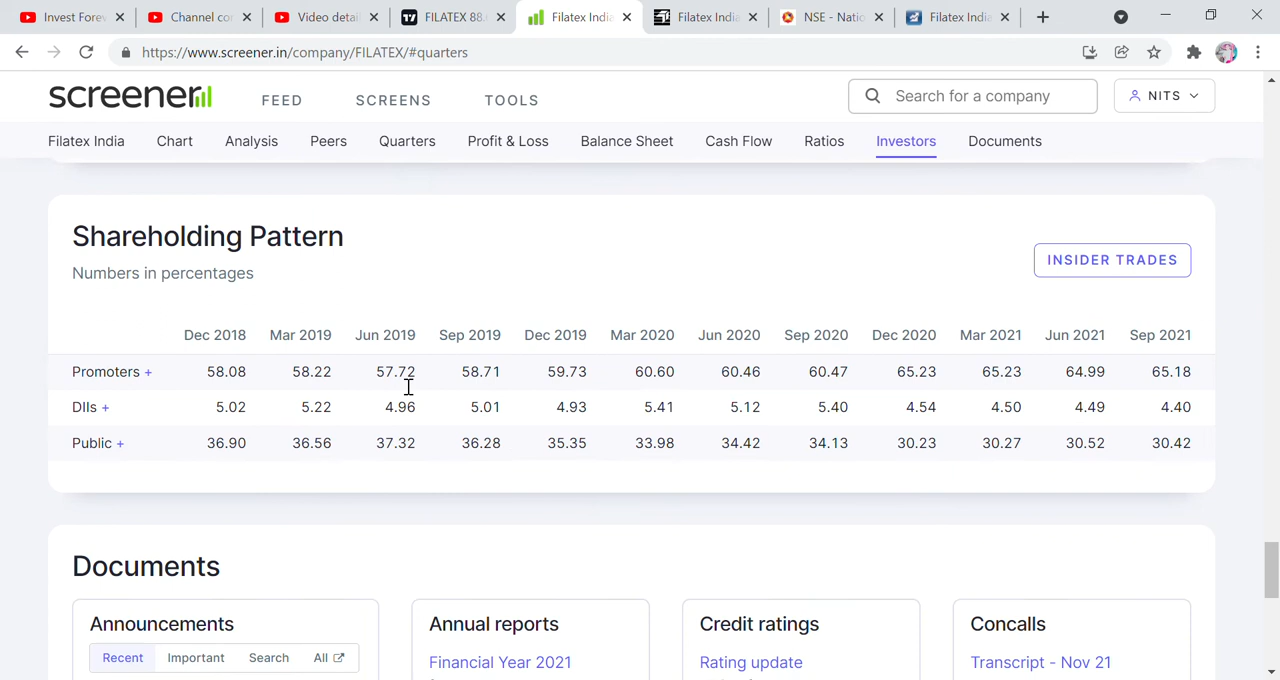 Invest Forev
Channel co
Video detai
FILATEX 88.
Filatex Indi
Filatex Indi
NSE - Natio
Filatex Indi
https://www.screener.in/company/FILATEX/#quarters
screener
FEED SCREENS TOOLS
Search for a company
NITS
Filatex India Chart Analysis Peers Quarters Profit & Loss Balance Sheet Cash Flow Ratios Investors Documents
Shareholding Pattern
Numbers in percentages
INSIDER TRADES
Dec 2018 Mar 2019 Jun 2019 Sep 2019 Dec 2019 Mar 2020 Jun 2020 Sep 2020 Dec 2020 Mar 2021 Jun 2021 Sep 2021
Promoters + 58.08 58.22 57.72 58.71 59.73 60.60 60.46 60.47 65.23 65.23 64.99 65.18
DIIs + 5.02 5.22 4.96 5.01 4.93 5.41 5.12 5.40 4.54 4.50 4.49 4.40
Public + 36.90 36.56 37.32 36.28 35.35 33.98 34.42 34.13 30.23 30.27 30.52 30.42
Documents
Announcements
Recent Important Search All
Annual reports
Financial Year 2021
Credit ratings
Rating update
Concalls
Transcript - Nov 21